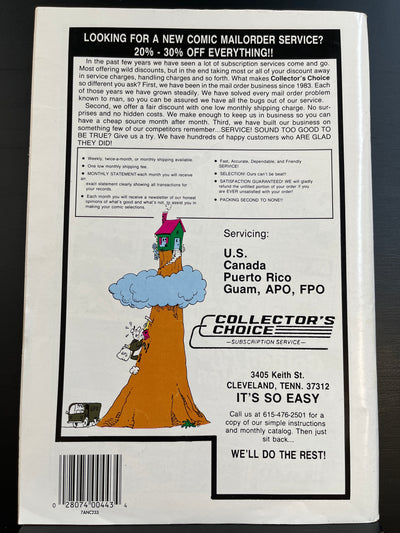 LOOKING FOR A NEW COMIC MAILORDER SERVICE?
20% - 30% OFF EVERYTHING!!
In the past few years we have seen a lot of subscription services come and go.
Most offering wild discounts, but in the end taking most or all of your discount away
in service charges, handling charges and so forth. What makes Collector's Choice
so different you ask? First, we have been in the mail order business since 1983. Each
of those years we have grown steadily. We have solved every mail order problem
known to man, so you can be assured we have all the bugs out of our service.
Second, we offer a fair discount with one low monthly shipping charge. No sur-
prises and no hidden costs. We make enough to keep us in business so you can
have a cheap source month after month. Third, we have built our business on
something few of our competitors remember...SERVICE! SOUND TOO GOOD TO
BE TRUE? Give us a try. We have hundreds of happy customers who ARE GLAD
THEY DID!
• Weekly, twice-a-month, or monthly shipping available.
• One low monthly shipping fee.
• MONTHLY STATEMENT each month you will receive
an
exact statement clearly showing all transactions for
your records.
• Each month you will receive a newsletter of our honest
opinions of what's good and what's not, to assist you in
making your comic selections.
• Fast, Accurate, Dependable, and Friendly
SERVICE!
• SELECTION! Ours can't be beat!!
• SATISFACTION GUARANTEED! WE will gladly
refund the unfilled portion of your order if you
are EVER unsatisfied with your order!!
• PACKING SECOND TO NONE!!
Servicing:
U.S.
Canada
Puerto Rico
Guam, APO, FPO
COLLECTOR'S
CHOICE
—SUBSCRIPTION SERVICE—
3405 Keith St.
CLEVELAND, TENN. 37312
IT'S SO EASY
Call us at 615-476-2501 for a
copy of our simple instructions
and monthly catalog. Then just
sit back...
WE'LL DO THE REST!
0 28074 00443 4
7ANC233